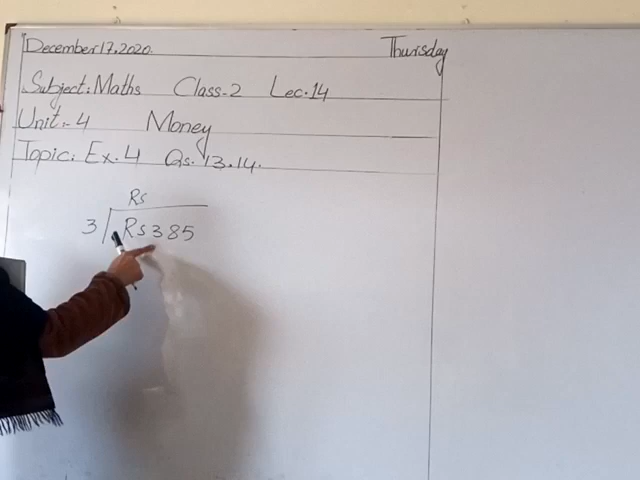 December 17, 2020. Thursday
Subject: Maths Class-2 Lec.14
Unit:-4 Money
Topic: Ex.4 Qs. 13.14.
Rs
3 Rs 385